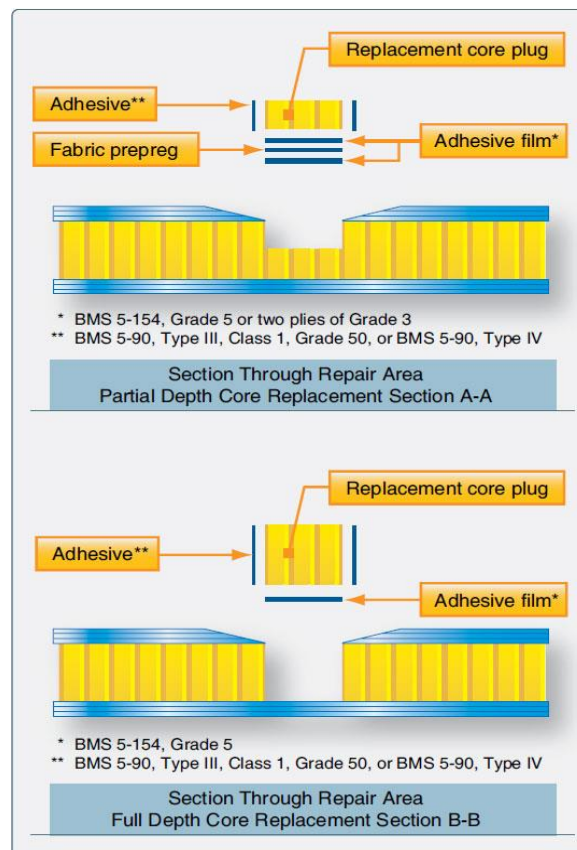 Replacement core plug
Adhesive**
Fabric prepreg
Adhesive film*
* BMS 5-154, Grade 5 or two plies of Grade 3
** BMS 5-90, Type III, Class 1, Grade 50, or BMS 5-90, Type IV
Section Through Repair Area
Partial Depth Core Replacement Section A-A
Replacement core plug
Adhesive**
Adhesive film*
* BMS 5-154, Grade 5
** BMS 5-90, Type III, Class 1, Grade 50, or BMS 5-90, Type IV
Section Through Repair Area
Full Depth Core Replacement Section B-B